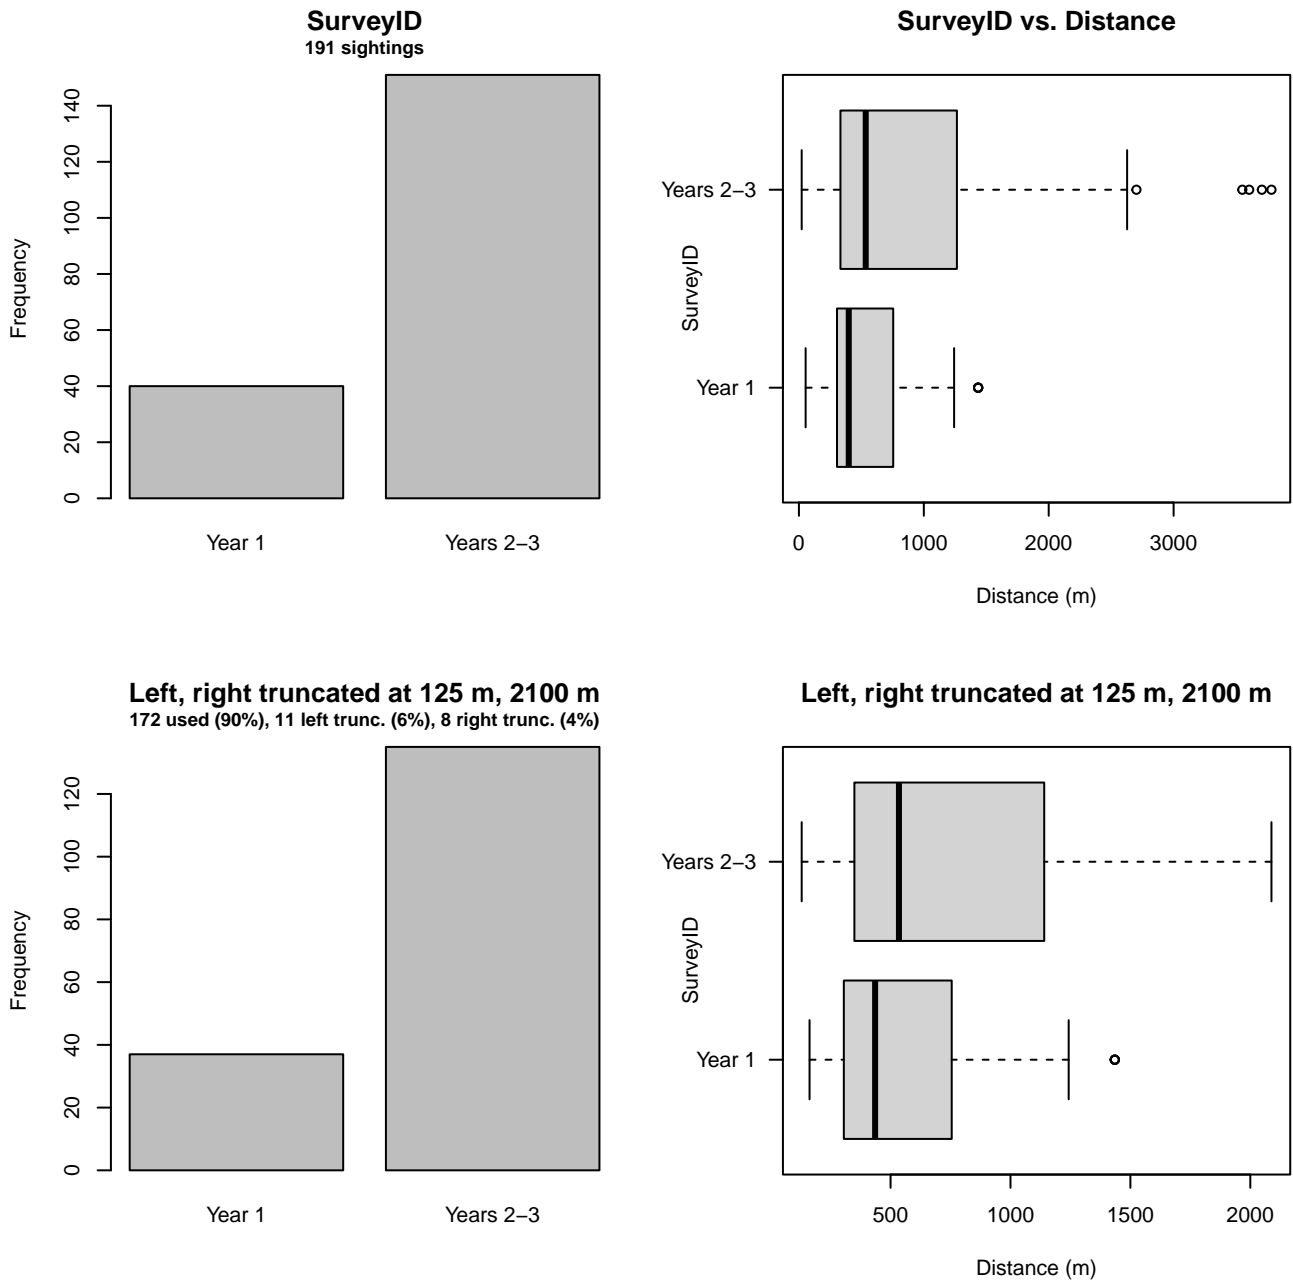 SurveyID
191 sightings
Frequency
0
20
40
60
80
100
120
140
Year 1
Years 2−3
SurveyID vs. Distance
SurveyID
Years 2−3
Year 1
0
1000
2000
3000
Distance (m)
Left, right truncated at 125 m, 2100 m
172 used (90%), 11 left trunc. (6%), 8 right trunc. (4%)
Frequency
0
20
40
60
80
100
120
Year 1
Years 2−3
Left, right truncated at 125 m, 2100 m
SurveyID
Years 2−3
Year 1
500
1000
1500
2000
Distance (m)